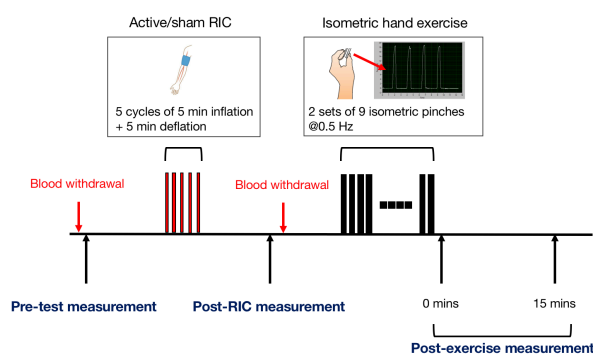 Active/sham RIC
Isometric hand exercise
5 cycles of 5 min inflation
+ 5 min deflation
2 sets of 9 isometric pinches
@0.5 Hz
Blood withdrawal
Blood withdrawal
Pre-test measurement
Post-RIC measurement
0 mins
15 mins
Post-exercise measurement